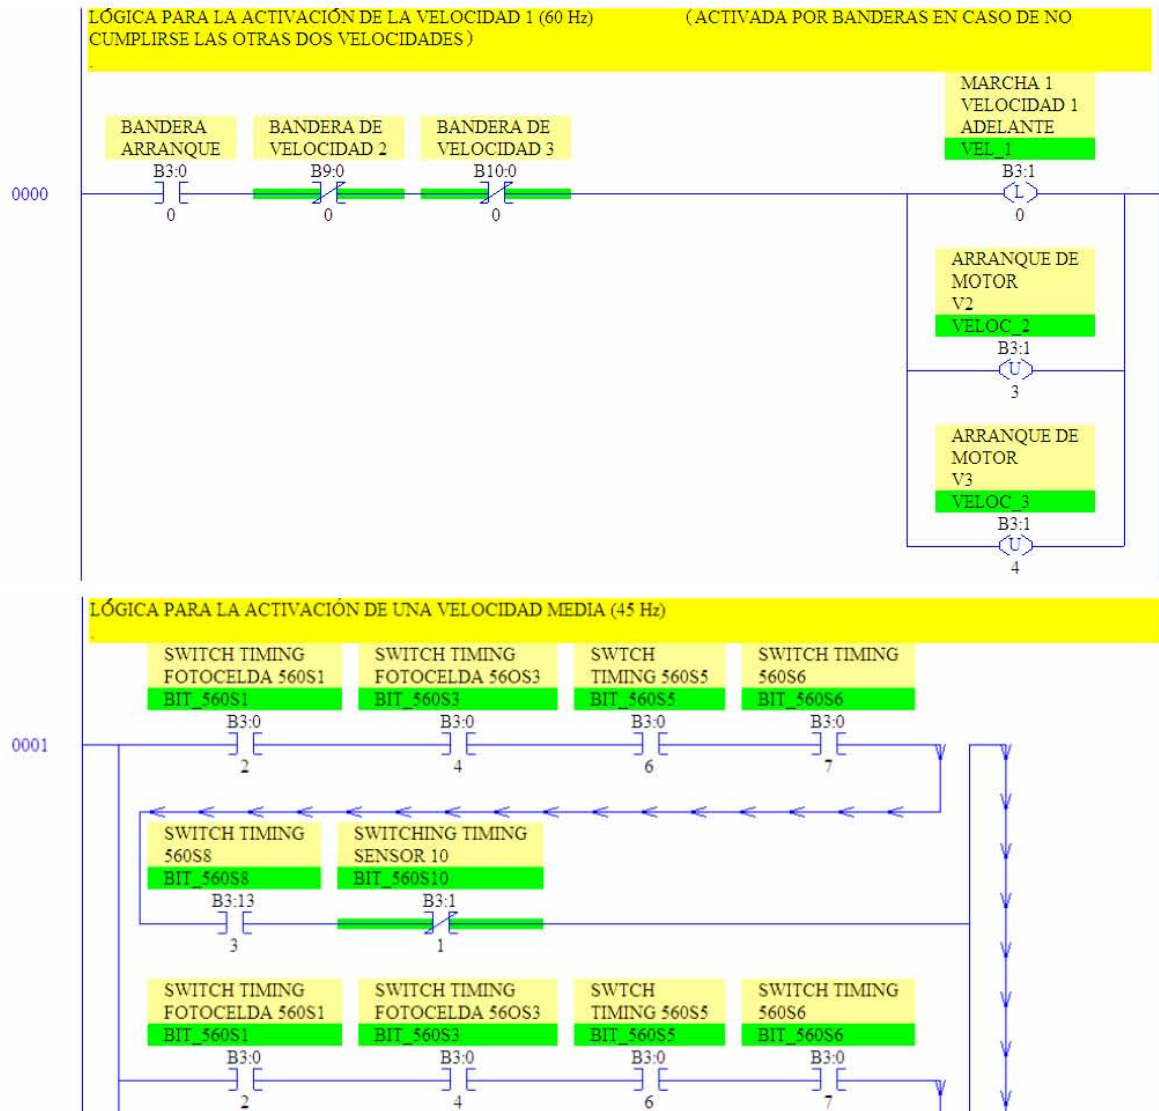 LÓGICA PARA LA ACTIVACIÓN DE LA VELOCIDAD 1 (60 Hz) (ACTIVADA POR BANDERAS EN CASO DE NO
CUMPLIRSE LAS OTRAS DOS VELOCIDADES)
.
MARCHA 1
VELOCIDAD 1
ADELANTE
VEL_1
BANDERA
ARRANQUE
BANDERA DE
VELOCIDAD 2
BANDERA DE
VELOCIDAD 3
B3:0
B9:0
B10:0
B3:1
0000
L
0
0
0
0
ARRANQUE DE
MOTOR
V2
VELOC_2
B3:1
U
3
ARRANQUE DE
MOTOR
V3
VELOC_3
B3:1
U
4
LÓGICA PARA LA ACTIVACIÓN DE UNA VELOCIDAD MEDIA (45 Hz)
.
SWITCH TIMING
FOTOCELDA 560S1
BIT_560S1
SWITCH TIMING
FOTOCELDA 56OS3
BIT_560S3
SWTCH
TIMING 560S5
BIT_560S5
SWITCH TIMING
560S6
BIT_560S6
B3:0
B3:0
B3:0
B3:0
0001
2
4
6
7
SWITCH TIMING
560S8
BIT_560S8
SWITCHING TIMING
SENSOR 10
BIT_560S10
B3:13
B3:1
3
1
SWITCH TIMING
FOTOCELDA 560S1
BIT_560S1
SWITCH TIMING
FOTOCELDA 56OS3
BIT_560S3
SWTCH
TIMING 560S5
BIT_560S5
SWITCH TIMING
560S6
BIT_560S6
B3:0
B3:0
B3:0
B3:0
2
4
6
7